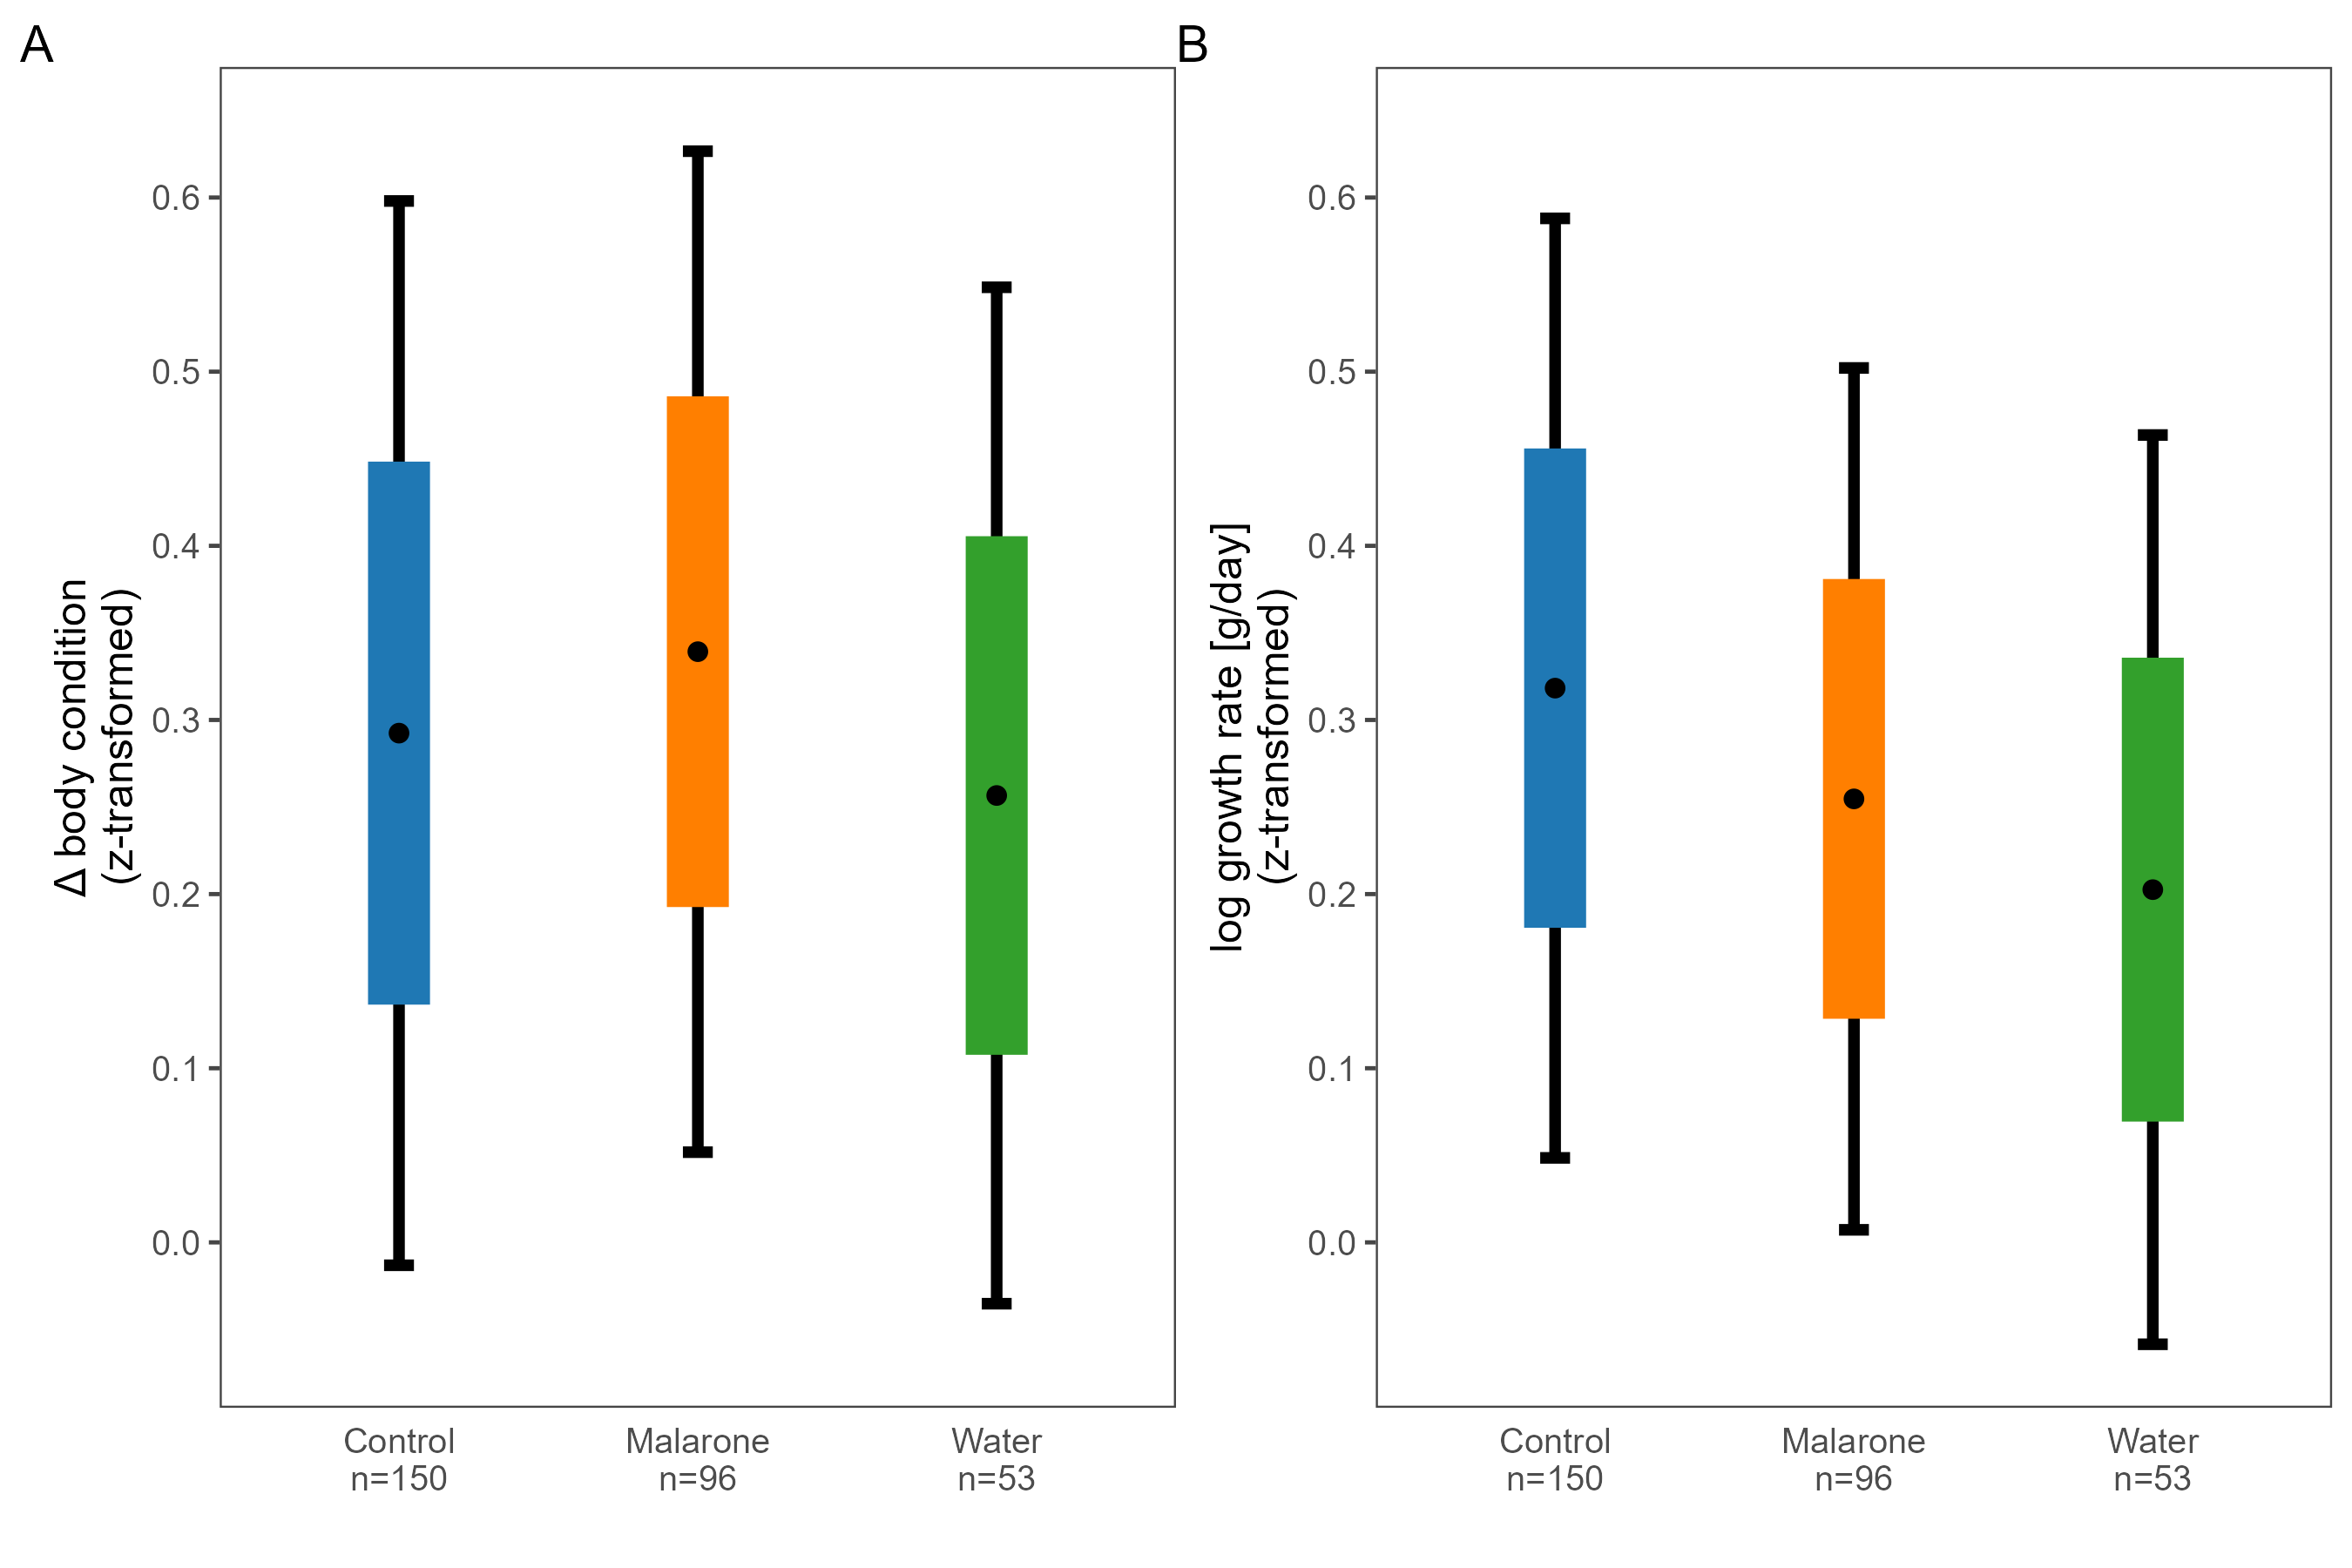 A
Δ body condition
(z-transformed)
0.6
0.5
0.4
0.3
0.2
0.1
0.0
Control
n=150
Malarone
n=96
Water
n=53
B
log growth rate [g/day]
(z-transformed)
0.6
0.5
0.4
0.3
0.2
0.1
0.0
Control
n=150
Malarone
n=96
Water
n=53